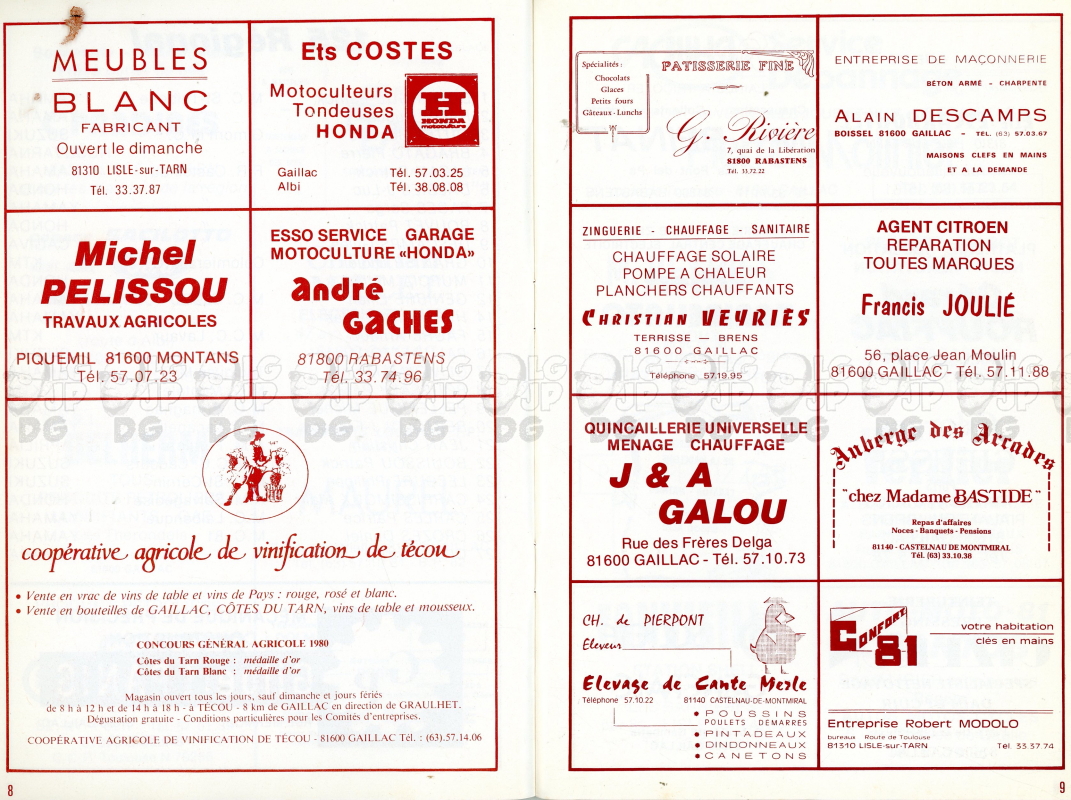 MEUBLES
BLANC
FABRICANT
Ouvert le dimanche
81310 LISLE-sur-TARN
Tél. 33.37.87
Ets COSTES
Motoculteurs
Tondeuses
HONDA
H
HONDA
motoculture
Gaillac Tél. 57.03.25
Albi Tél. 38.08.08
Michel
PELISSOU
TRAVAUX AGRICOLES
PIQUEMIL 81600 MONTANS
Tél. 57.07.23
ESSO SERVICE GARAGE
MOTOCULTURE «HONDA»
andré
GACHES
81800 RABASTENS
Tél. 33.74.96
coopérative agricole de vinification de técou
• Vente en vrac de vins de table et vins de Pays : rouge, rosé et blanc.
• Vente en bouteilles de GAILLAC, CÔTES DU TARN, vins de table et mousseux.
CONCOURS GÉNÉRAL AGRICOLE 1980
Côtes du Tarn Rouge : médaille d'or
Côtes du Tarn Blanc : médaille d'or
Magasin ouvert tous les jours, sauf dimanche et jours fériés
de 8 h à 12 h et de 14 h à 18 h - à TÉCOU - 8 km de GAILLAC en direction de GRAULHET.
Dégustation gratuite - Conditions particulières pour les Comités d'entreprises.
COOPÉRATIVE AGRICOLE DE VINIFICATION DE TÉCOU - 81600 GAILLAC Tél. : (63).57.14.06
8
Spécialités :
Chocolats
Glaces
Petits fours
Gâteaux - Lunchs
PATISSERIE FINE
G. Rivière
7, quai de la Libération
81800 RABASTENS
Tél. 33.72.22
ENTREPRISE DE MAÇONNERIE
BÉTON ARMÉ - CHARPENTE
ALAIN DESCAMPS
BOISSEL 81600 GAILLAC - TEL. (63) 57.03.67
MAISONS CLEFS EN MAINS
ET A LA DEMANDE
ZINGUERIE - CHAUFFAGE - SANITAIRE
CHAUFFAGE SOLAIRE
POMPE A CHALEUR
PLANCHERS CHAUFFANTS
CHRISTIAN VEYRIES
TERRISSE — BRENS
81600 GAILLAC
Téléphone 57.19.95
AGENT CITROEN
REPARATION
TOUTES MARQUES
Francis JOULIÉ
56, place Jean Moulin
81600 GAILLAC - Tél. 57.11.88
QUINCAILLERIE UNIVERSELLE
MENAGE CHAUFFAGE
J & A
GALOU
Rue des Frères Delga
81600 GAILLAC - Tél. 57.10.73
Auberge des Arcades
"chez Madame BASTIDE"
Repas d'affaires
Noces - Banquets - Pensions
81140 - CASTELNAU DE MONTMIRAL
Tél. (63) 33.10.38
CH. de PIERPONT
Eleveur
Elevage de Cante Merle
Téléphone 57.10.22 81140 CASTELNAU-DE-MONTMIRAL
• POUSSINS
POULETS DEMARRES
• PINTADEAUX
• DINDONNEAUX
• CANETONS
CONFORT
81
votre habitation
clés en mains
Entreprise Robert MODOLO
bureaux Route de Toulouse
81310 LISLE-sur-TARN Tel. 33 37.74
9
LG JP DG